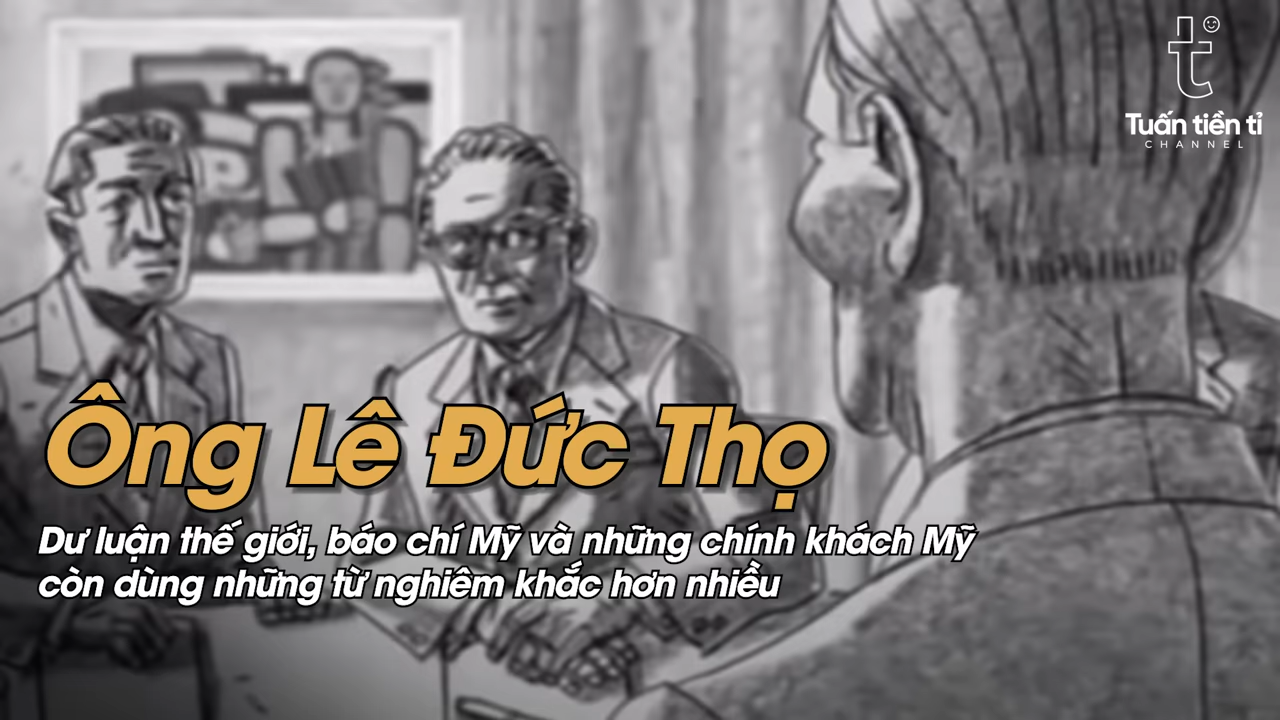 Tuấn tiền tỉ
CHANNEL
Ông Lê Đức Thọ
Dư luận thế giới, báo chí Mỹ và những chính khách Mỹ
còn dùng những từ nghiêm khắc hơn nhiều